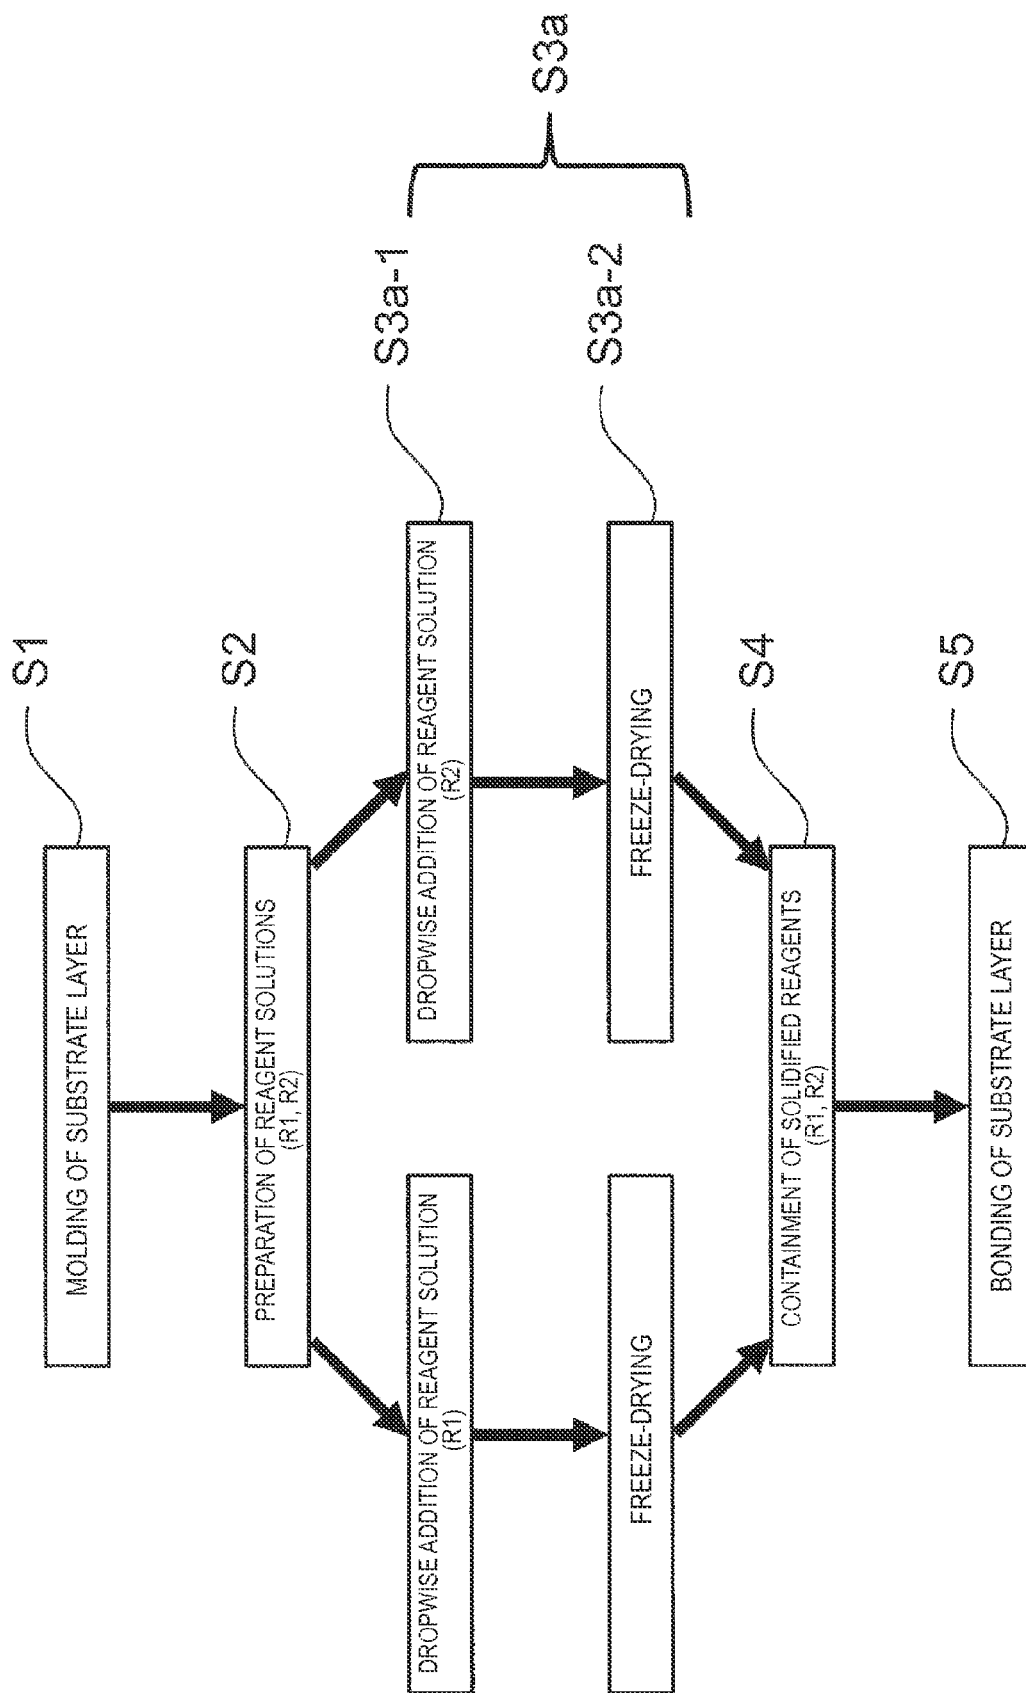 MOLDING OF SUBSTRATE LAYER
S1
PREPARATION OF REAGENT SOLUTIONS
(R1, R2)
S2
DROPWISE ADDITION OF REAGENT SOLUTION
(R1)
DROPWISE ADDITION OF REAGENT SOLUTION
(R2)
S3a-1
S3a
FREEZE-DRYING
FREEZE-DRYING
S3a-2
CONTAINMENT OF SOLIDIFIED REAGENTS
(R1, R2)
S4
BONDING OF SUBSTRATE LAYER
S5